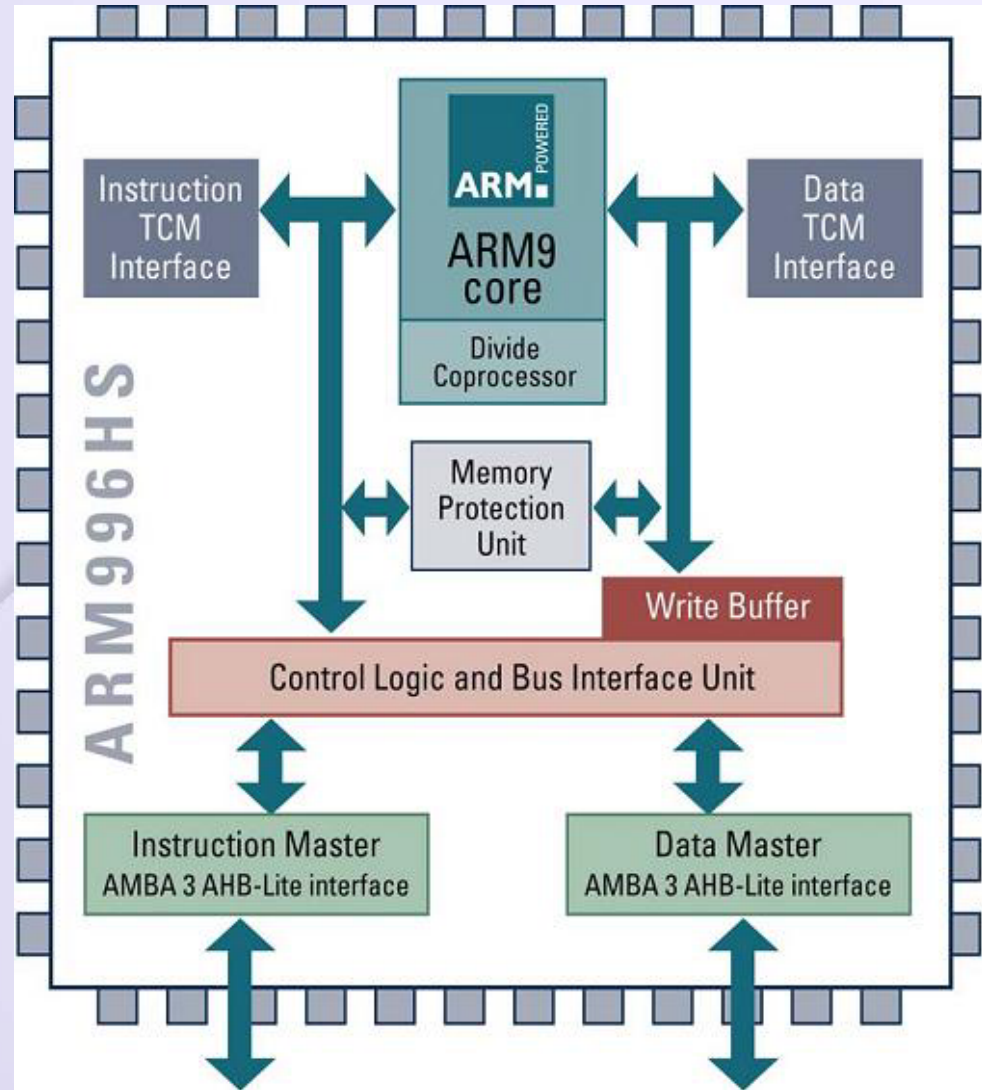 ARM POWERED
ARM9
core
Divide
Coprocessor
Instruction
TCM
Interface
Data
TCM
Interface
Memory
Protection
Unit
ARM996HS
Write Buffer
Control Logic and Bus Interface Unit
Instruction Master
AMBA 3 AHB-Lite interface
Data Master
AMBA 3 AHB-Lite interface